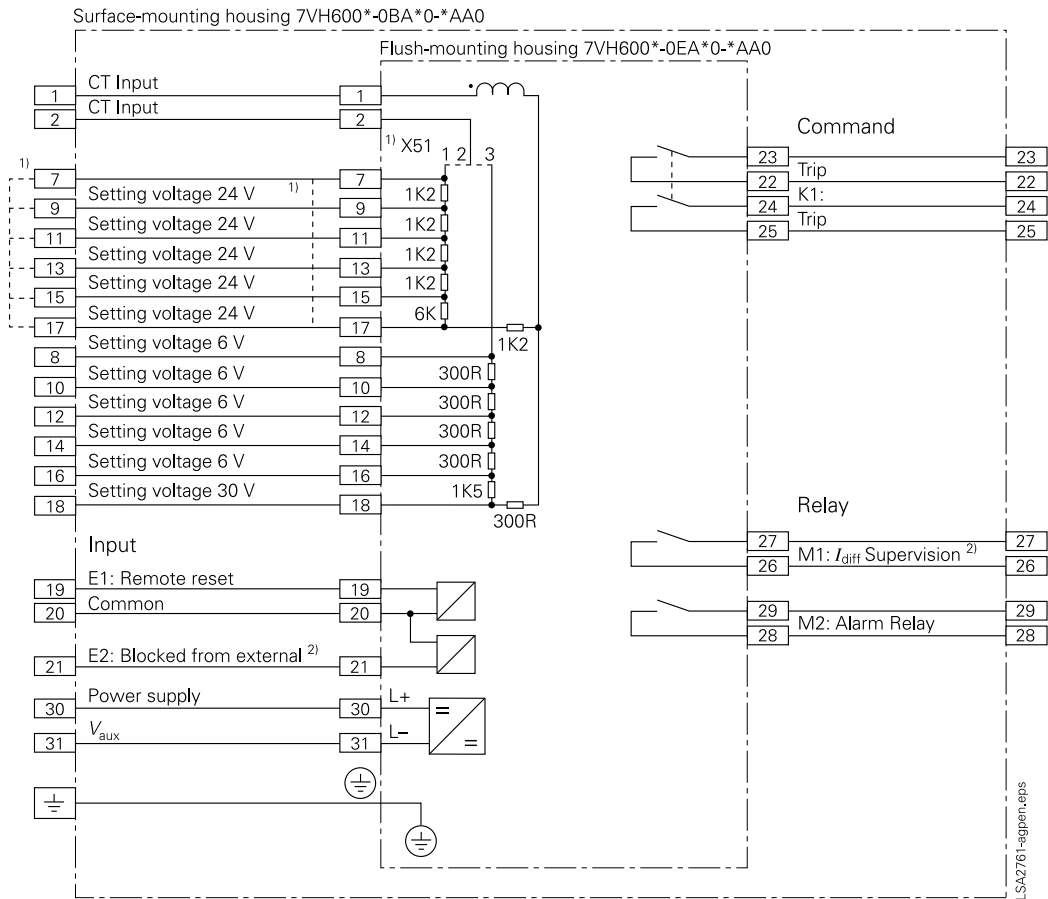 Surface-mounting housing 7VH600*-0BA*0-*AA0
Flush-mounting housing 7VH600*-0EA*0-*AA0
CT Input
1 1
CT Input
2 2
1) X51 1 2 3
Command
23 23
Trip
22 22
K1:
24 24
Trip
25 25
1) 7 7
1K2
Setting voltage 24 V 1)
9 9
1K2
Setting voltage 24 V
11 11
1K2
Setting voltage 24 V
13 13
1K2
Setting voltage 24 V
15 15
6K
Setting voltage 24 V
17 17
1K2
Setting voltage 6 V
8 8
300R
Setting voltage 6 V
10 10
300R
Setting voltage 6 V
12 12
300R
Setting voltage 6 V
14 14
300R
Setting voltage 6 V
16 16
1K5
Setting voltage 30 V
18 18
300R
Relay
27 27
M1: Idiff Supervision 2)
26 26
29 29
M2: Alarm Relay
28 28
Input
E1: Remote reset
19 19
Common
20 20
E2: Blocked from external 2)
21 21
Power supply
30 30 L+
Vaux
31 31 L–
LSA2761-agpen.eps